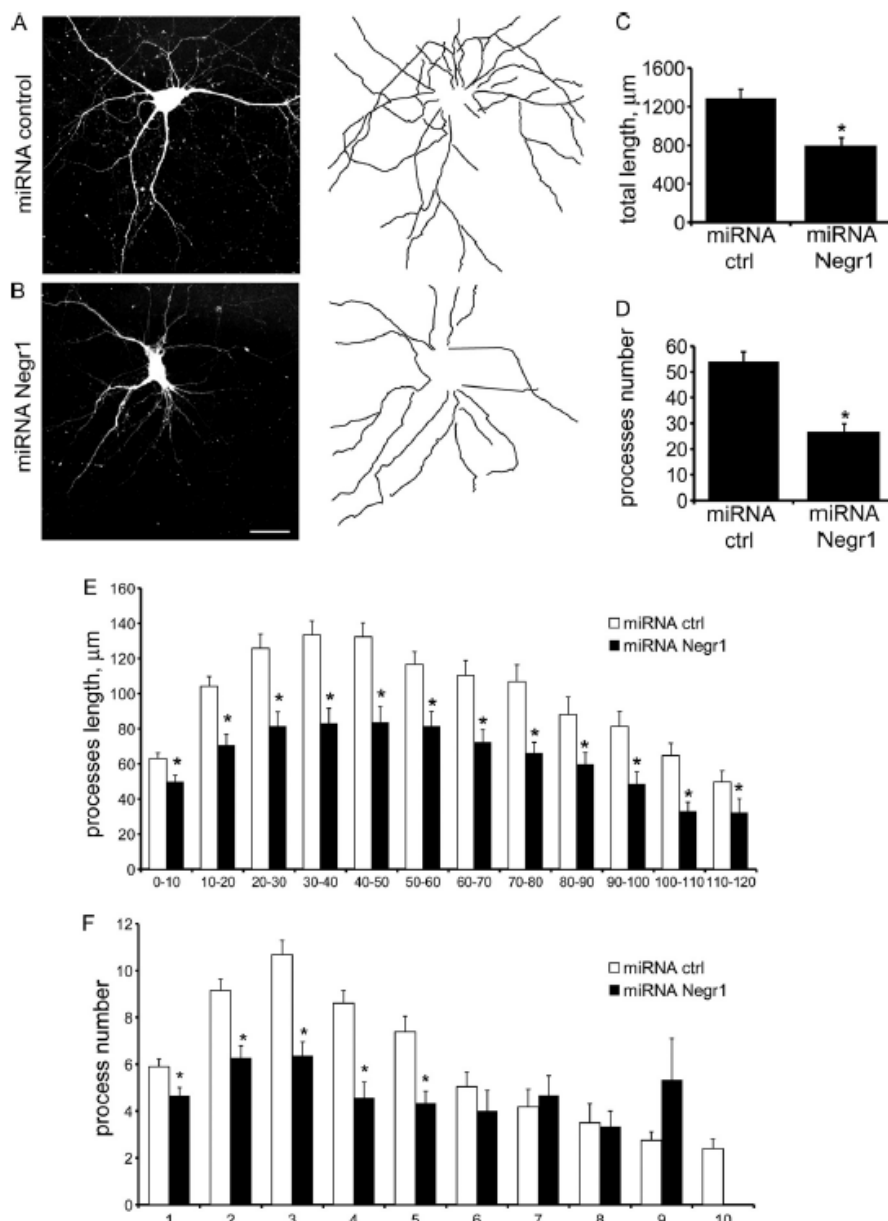 A
miRNA control
B
miRNA Negr1
C
total length, μm
1600
1200
800
400
0
*
miRNA
ctrl
miRNA
Negr1
D
processes number
60
50
40
30
20
10
0
*
miRNA
ctrl
miRNA
Negr1
E
processes length, μm
160
140
120
100
80
60
40
20
0
miRNA ctrl
miRNA Negr1
* * * * * * * * * * * *
0-10 10-20 20-30 30-40 40-50 50-60 60-70 70-80 80-90 90-100 100-110 110-120
F
process number
12
10
8
6
4
2
0
miRNA ctrl
miRNA Negr1
* * * * *
1 2 3 4 5 6 7 8 9 10